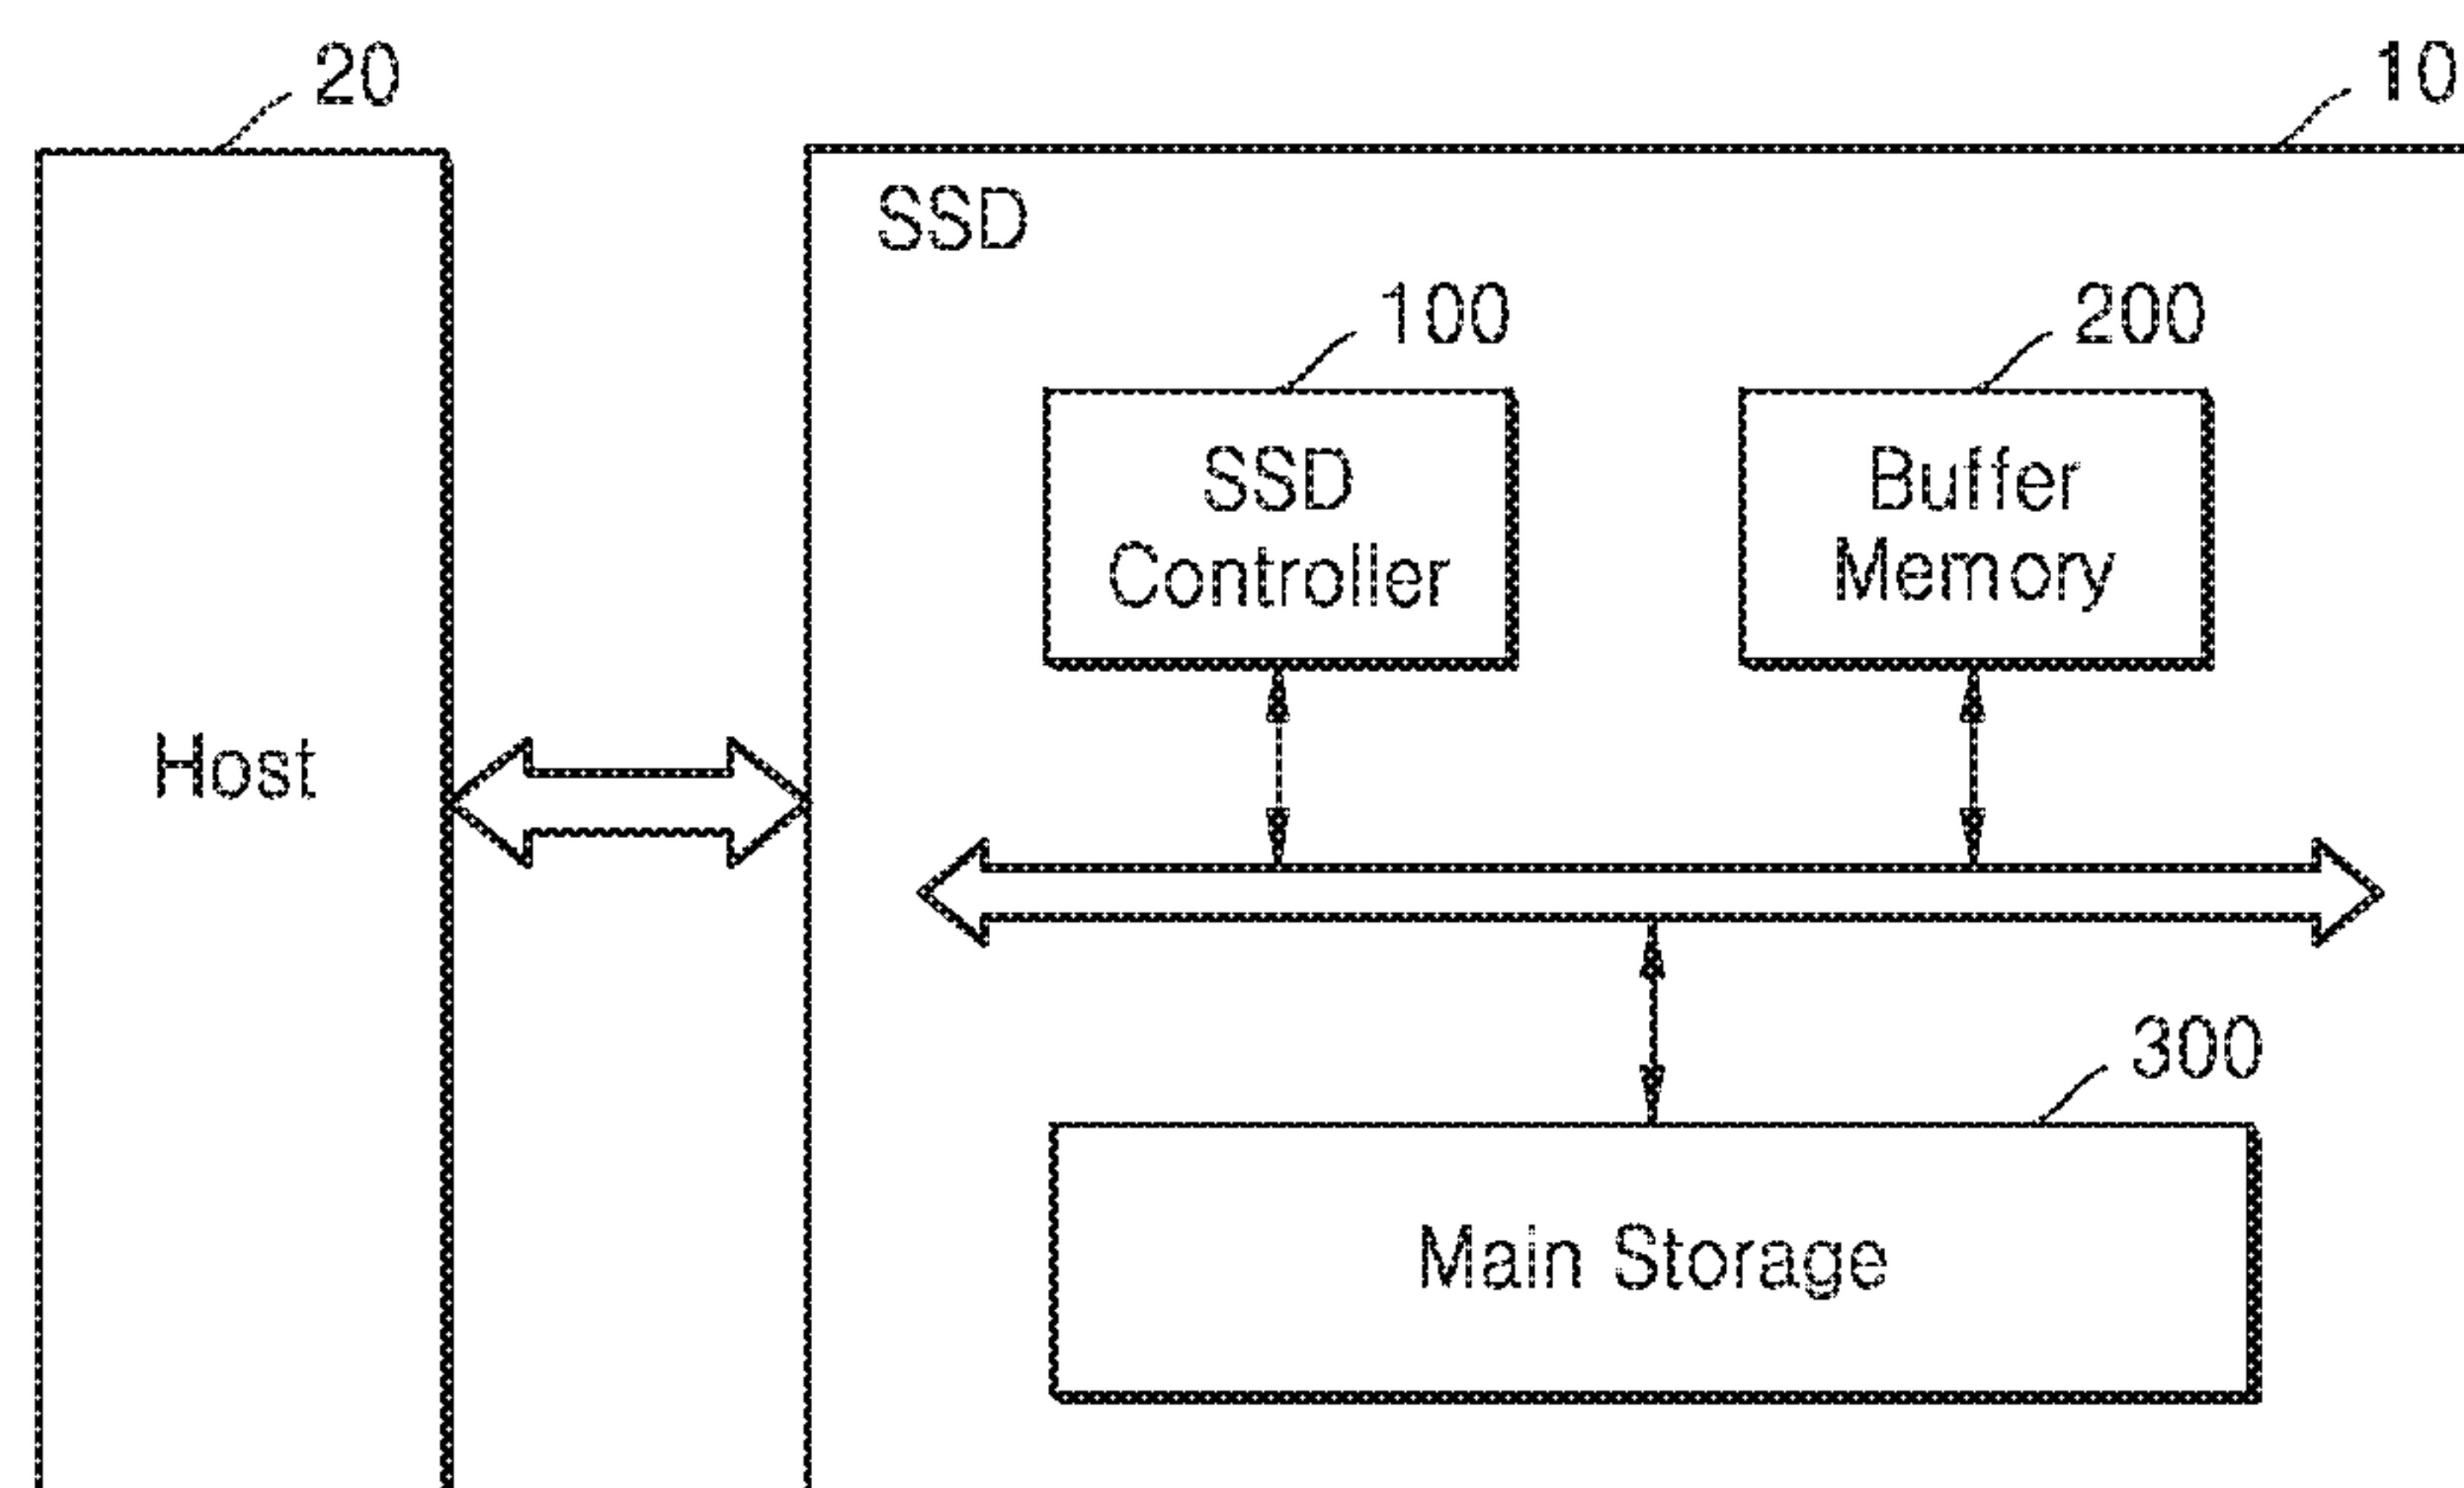 20
10
SSD
100
200
SSD
Controller
Buffer
Memory
Host
300
Main Storage